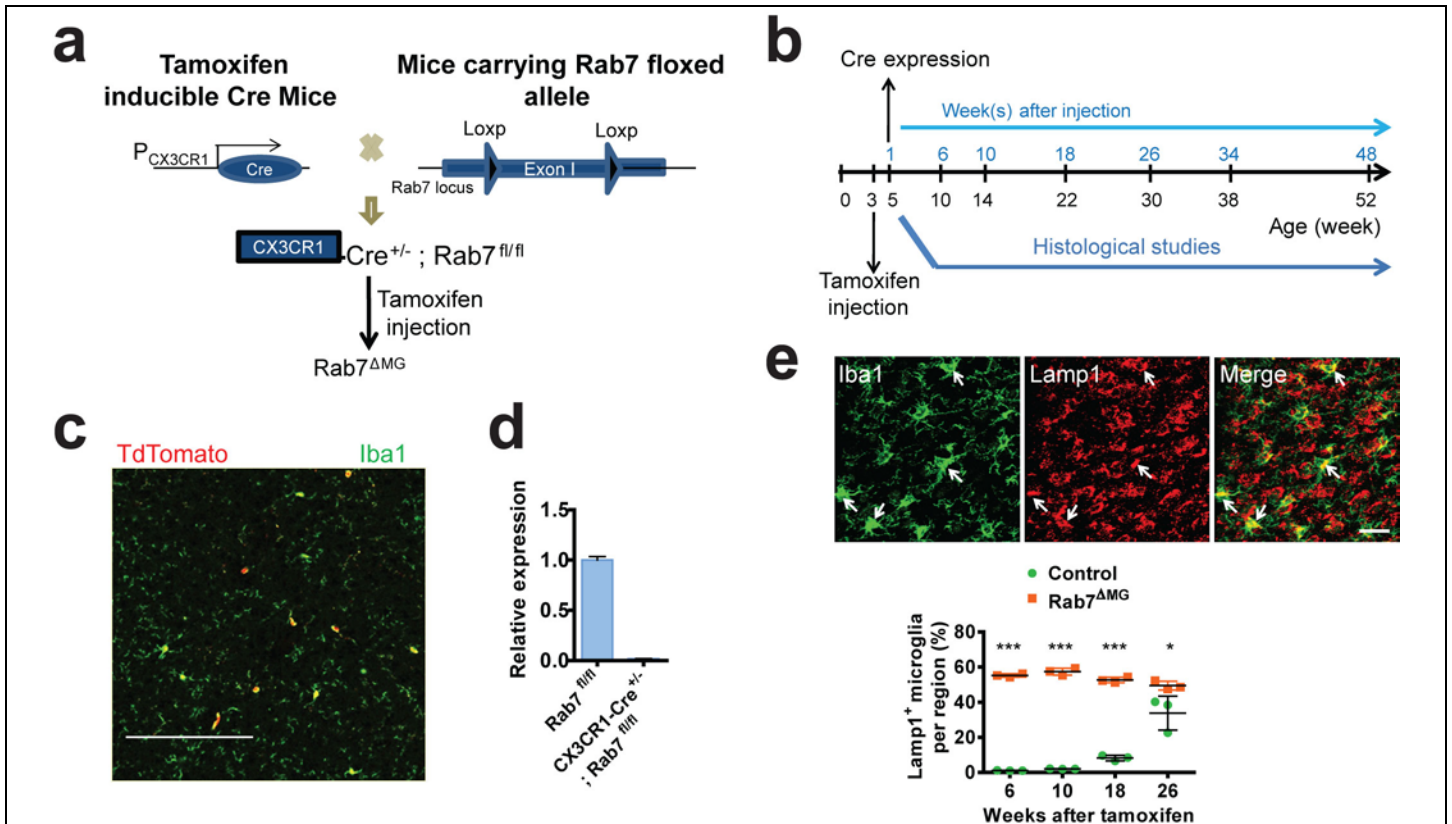 a
Tamoxifen
inducible Cre Mice
Mice carrying Rab7 floxed
allele
Loxp
Loxp
PCX3CR1
Cre
Exon I
Rab7 locus
CX3CR1
-Cre+/- ; Rab7 fl/fl
Tamoxifen
injection
Rab7ΔMG
b
Cre expression
Week(s) after injection
1 6 10 18 26 34 48
0 3 5 10 14 22 30 38 52
Age (week)
Histological studies
Tamoxifen
injection
c
TdTomato Iba1
d
Relative expression
1.5
1.0
0.5
0.0
Rab7 fl/fl
CX3CR1-Cre+/-
; Rab7 fl/fl
e
Iba1 Lamp1 Merge
Control
Rab7ΔMG
Lamp1+ microglia
per region (%)
80
60
40
20
0
*** *** *** *
6 10 18 26
Weeks after tamoxifen